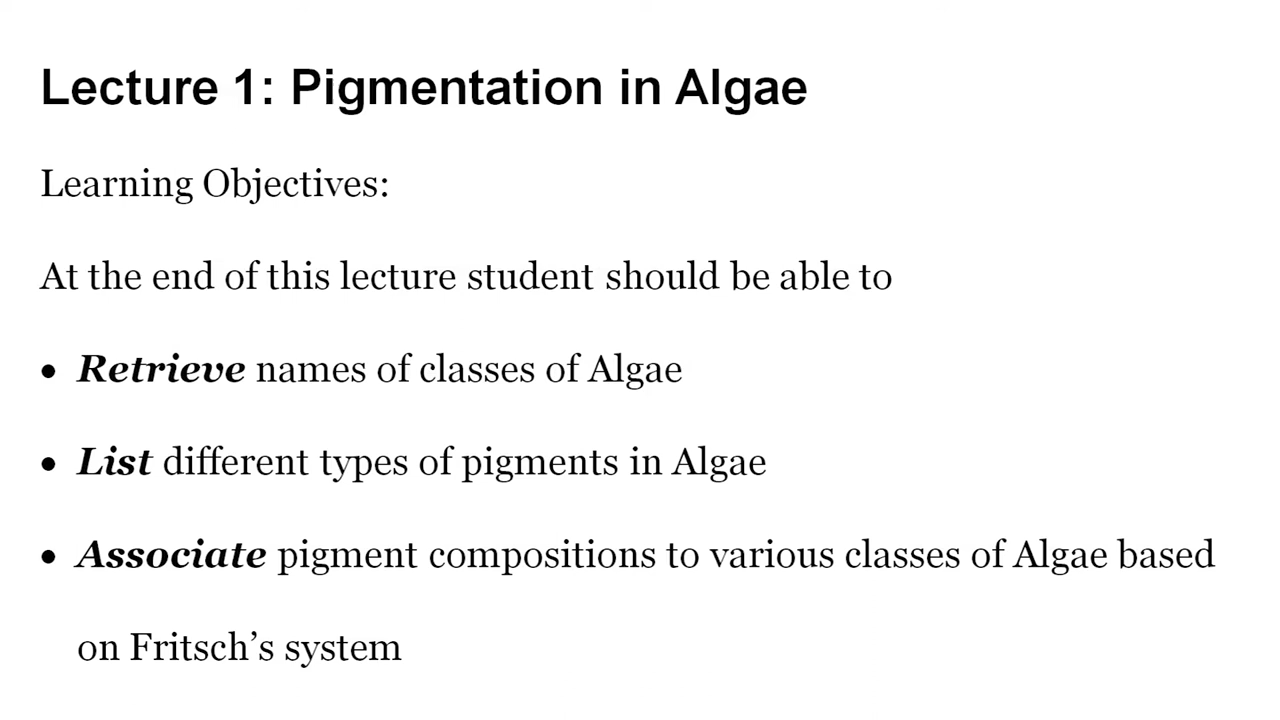 Lecture 1: Pigmentation in Algae
Learning Objectives:
At the end of this lecture student should be able to
• Retrieve names of classes of Algae
• List different types of pigments in Algae
• Associate pigment compositions to various classes of Algae based
on Fritsch’s system